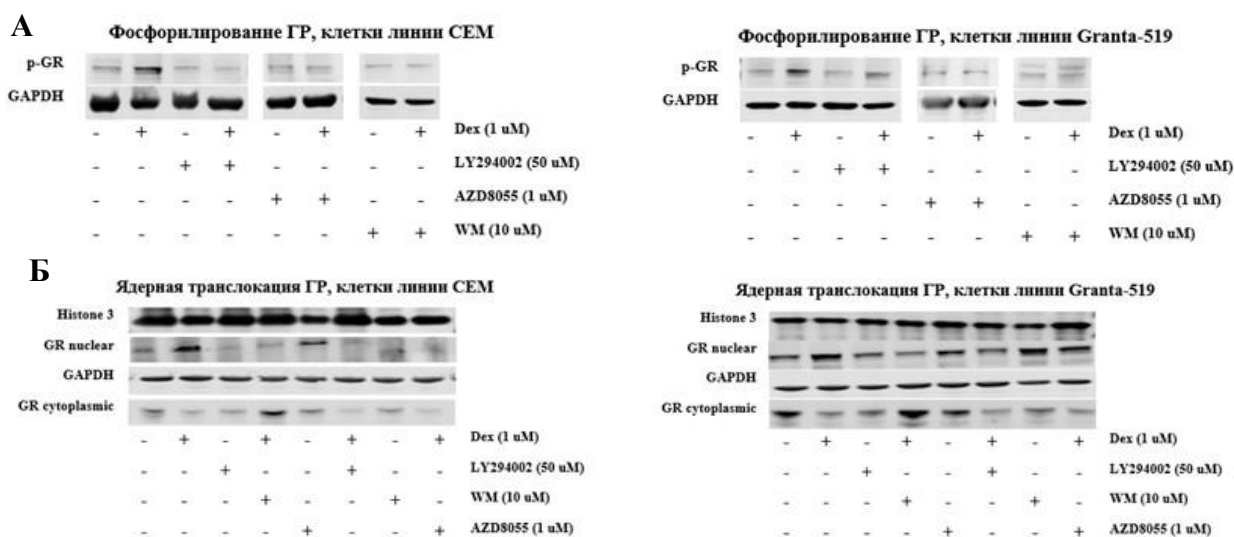 А
Фосфорилирование ГР, клетки линии CEM
p-GR
GAPDH
- + - + - + - + Dex (1 uM)
- - + + - - - - LY294002 (50 uM)
- - - - + + - - AZD8055 (1 uM)
- - - - - - + + WM (10 uM)
Фосфорилирование ГР, клетки линии Granta-519
p-GR
GAPDH
- + - + - + - + Dex (1 uM)
- - + + - - - - LY294002 (50 uM)
- - - - + + - - AZD8055 (1 uM)
- - - - - - + + WM (10 uM)
Б
Ядерная транслокация ГР, клетки линии CEM
Histone 3
GR nuclear
GAPDH
GR cytoplasmic
- + - + - + - + Dex (1 uM)
- - + - - + - - LY294002 (50 uM)
- - - + - - + - WM (10 uM)
- - - - + - - + AZD8055 (1 uM)
Ядерная транслокация ГР, клетки линии Granta-519
Histone 3
GR nuclear
GAPDH
GR cytoplasmic
- + - + - + - + Dex (1 uM)
- - + - - + - - LY294002 (50 uM)
- - - + - - + - WM (10 uM)
- - - - + - - + AZD8055 (1 uM)